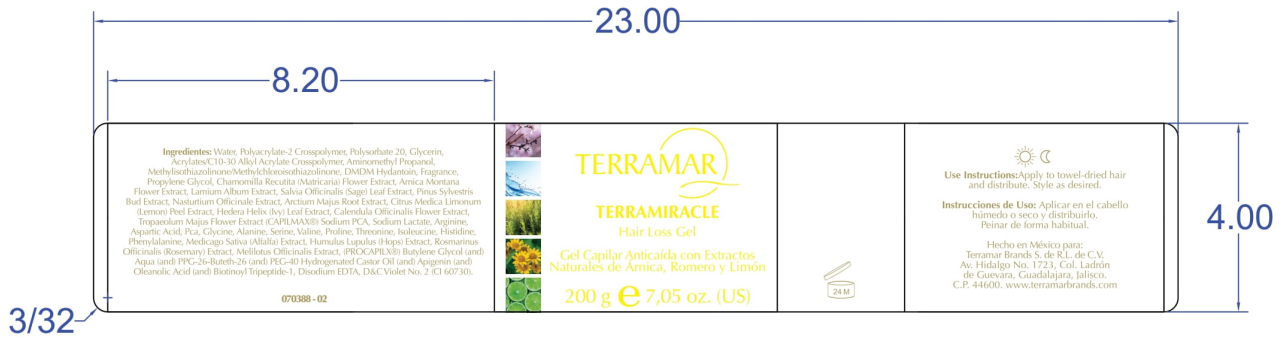 23.00
8.20
Ingredientes: Water, Polyacrylate-2 Crosspolymer, Polysorbate 20, Glycerin,
Acrylates/C10-30 Alkyl Acrylate Crosspolymer, Aminomethyl Propanol,
Methylisothiazolinone/Methylchloroisothiazolinone, DMDM Hydantoin, Fragrance,
Propylene Glycol, Chamomilla Recutita (Matricaria) Flower Extract, Arnica Montana
Flower Extract, Lamium Album Extract, Salvia Officinalis (Sage) Leaf Extract, Pinus Sylvestris
Bud Extract, Nasturtium Officinale Extract, Arctium Majus Root Extract, Citrus Medica Limonum
(Lemon) Peel Extract, Hedera Helix (Ivy) Leaf Extract, Calendula Officinalis Flower Extract,
Tropaeolum Majus Flower Extract (CAPILMAX®) Sodium PCA, Sodium Lactate, Arginine,
Aspartic Acid, Pca, Glycine, Alanine, Serine, Valine, Proline, Threonine, Isoleucine, Histidine,
Phenylalanine, Medicago Sativa (Alfalfa) Extract, Humulus Lupulus (Hops) Extract, Rosmarinus
Officinalis (Rosemary) Extract, Melilotus Officinalis Extract, (PROCAPILX®) Butylene Glycol (and)
Aqua (and) PPG-26-Buteth-26 (and) PEG-40 Hydrogenated Castor Oil (and) Apigenin (and)
Oleanolic Acid (and) Biotinoyl Tripeptide-1, Disodium EDTA, D&C Violet No. 2 (CI 60730).
070388 - 02
3/32
TERRAMAR
TERRAMIRACLE
Hair Loss Gel
Gel Capilar Anticaída con Extractos
Naturales de Árnica, Romero y Limón
200 g e 7,05 oz. (US)
24 M
Use Instructions:Apply to towel-dried hair
and distribute. Style as desired.
Instrucciones de Uso: Aplicar en el cabello
húmedo o seco y distribuirlo.
Peinar de forma habitual.
Hecho en México para:
Terramar Brands S. de R.L. de C.V.
Av. Hidalgo No. 1723, Col. Ladrón
de Guevara, Guadalajara, Jalisco.
C.P. 44600. www.terramarbrands.com
4.00